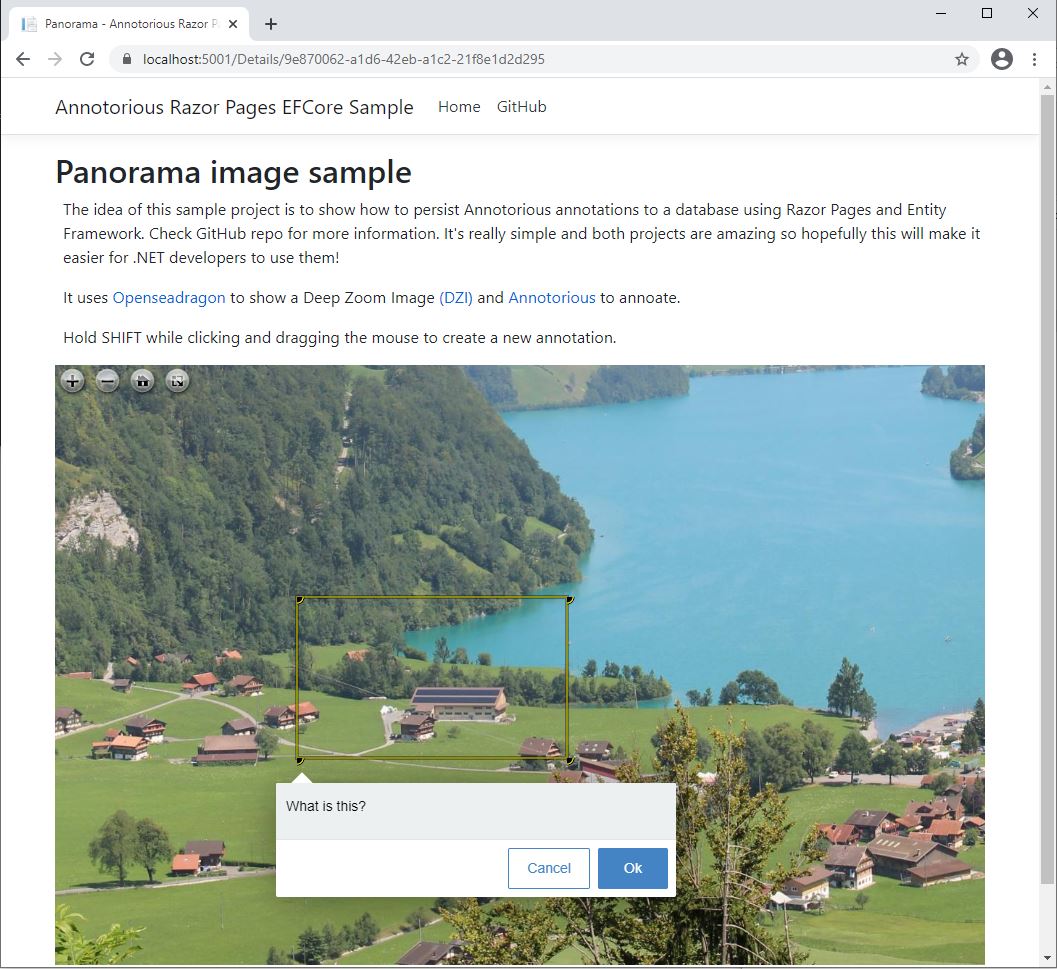 Panorama - Annotorious Razor P
localhost:5001/Details/9e870062-a1d6-42eb-a1c2-21f8e1d2d295
Annotorious Razor Pages EFCore Sample Home GitHub
Panorama image sample
The idea of this sample project is to show how to persist Annotorious annotations to a database using Razor Pages and Entity
Framework. Check GitHub repo for more information. It's really simple and both projects are amazing so hopefully this will make it
easier for .NET developers to use them!
It uses Openseadragon to show a Deep Zoom Image (DZI) and Annotorious to annoate.
Hold SHIFT while clicking and dragging the mouse to create a new annotation.
What is this?
Cancel Ok